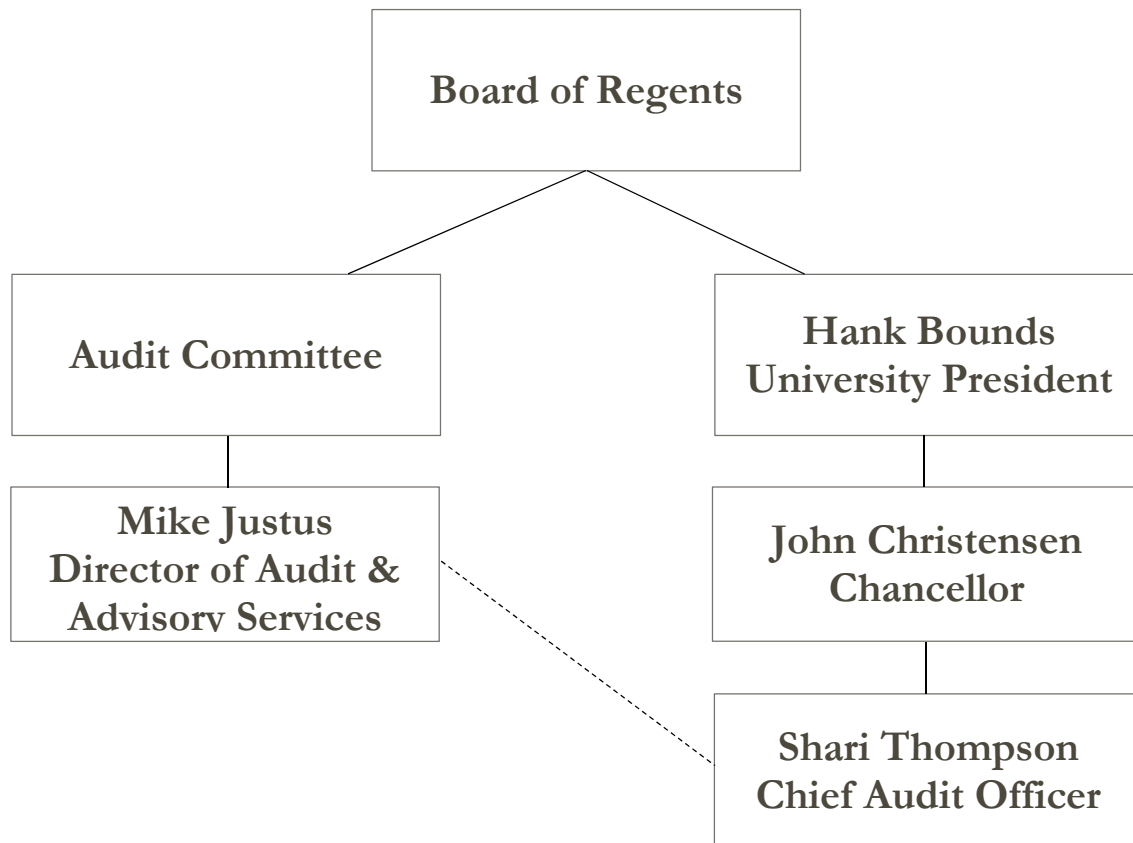 Board of Regents
Audit Committee
Hank Bounds
University President
Mike Justus
Director of Audit &
Advisory Services
John Christensen
Chancellor
Shari Thompson
Chief Audit Officer